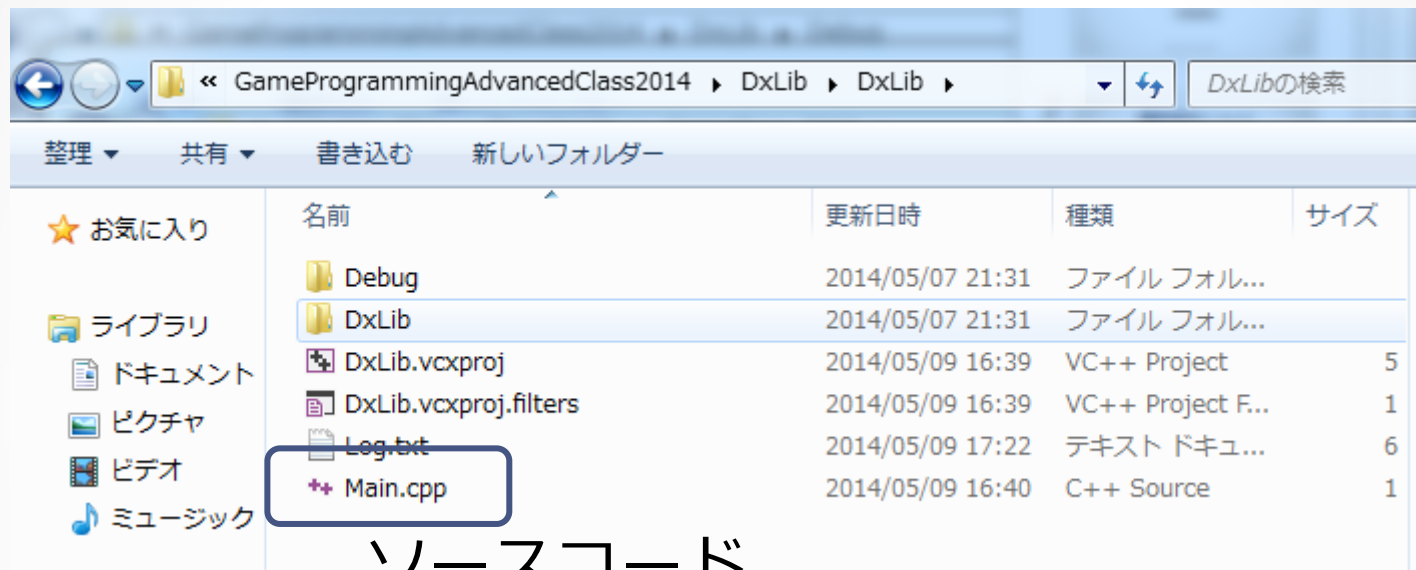 « GameProgrammingAdvancedClass2014 ▸ DxLib ▸ DxLib ▸ DxLibの検索
整理 ▼ 共有 ▼ 書き込む 新しいフォルダー
お気に入り
ライブラリ
ドキュメント
ピクチャ
ビデオ
ミュージック
名前 更新日時 種類 サイズ
Debug 2014/05/07 21:31 ファイル フォル...
DxLib 2014/05/07 21:31 ファイル フォル...
DxLib.vcxproj 2014/05/09 16:39 VC++ Project 5
DxLib.vcxproj.filters 2014/05/09 16:39 VC++ Project F... 1
Log.txt 2014/05/09 17:22 テキスト ドキュ... 6
Main.cpp 2014/05/09 16:40 C++ Source 1
ソースコード